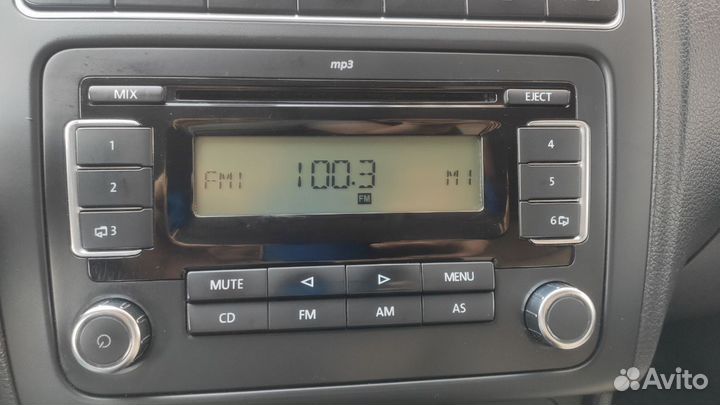 mp3
MIX
EJECT
1
FM1 100.3 M1
4
2
FM
5
3
6
MUTE
MENU
CD
FM
AM
AS
Avito